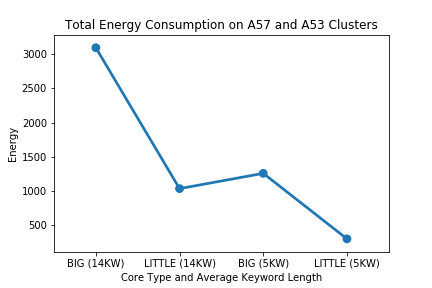 Total Energy Consumption on A57 and A53 Clusters
Energy
3000
2500
2000
1500
1000
500
BIG (14KW) LITTLE (14KW) BIG (5KW) LITTLE (5KW)
Core Type and Average Keyword Length